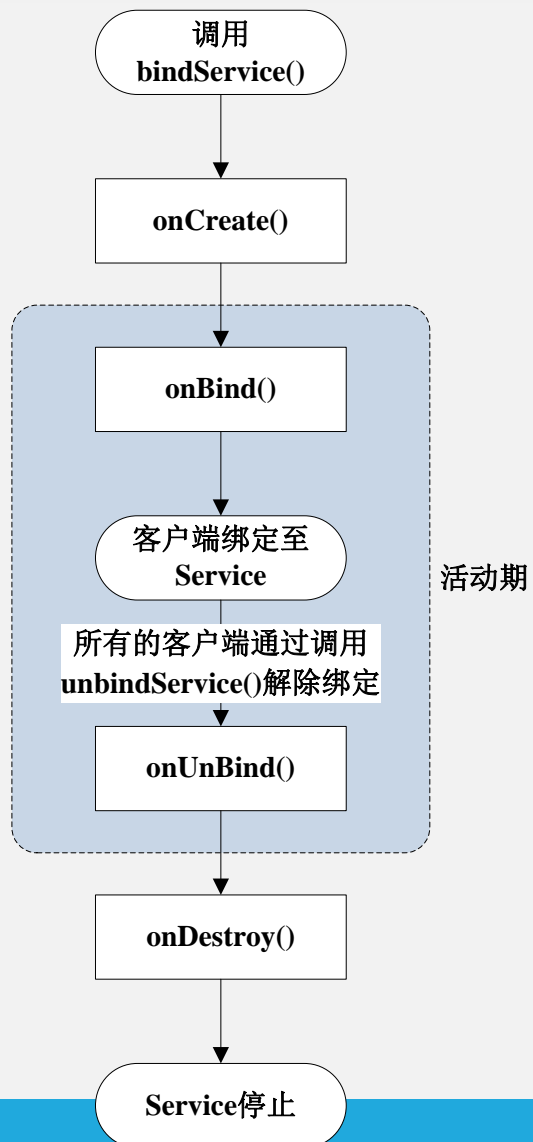 调用
bindService()
onCreate()
onBind()
客户端绑定至
Service
活动期
所有的客户端通过调用
unbindService()解除绑定
onUnBind()
onDestroy()
Service停止